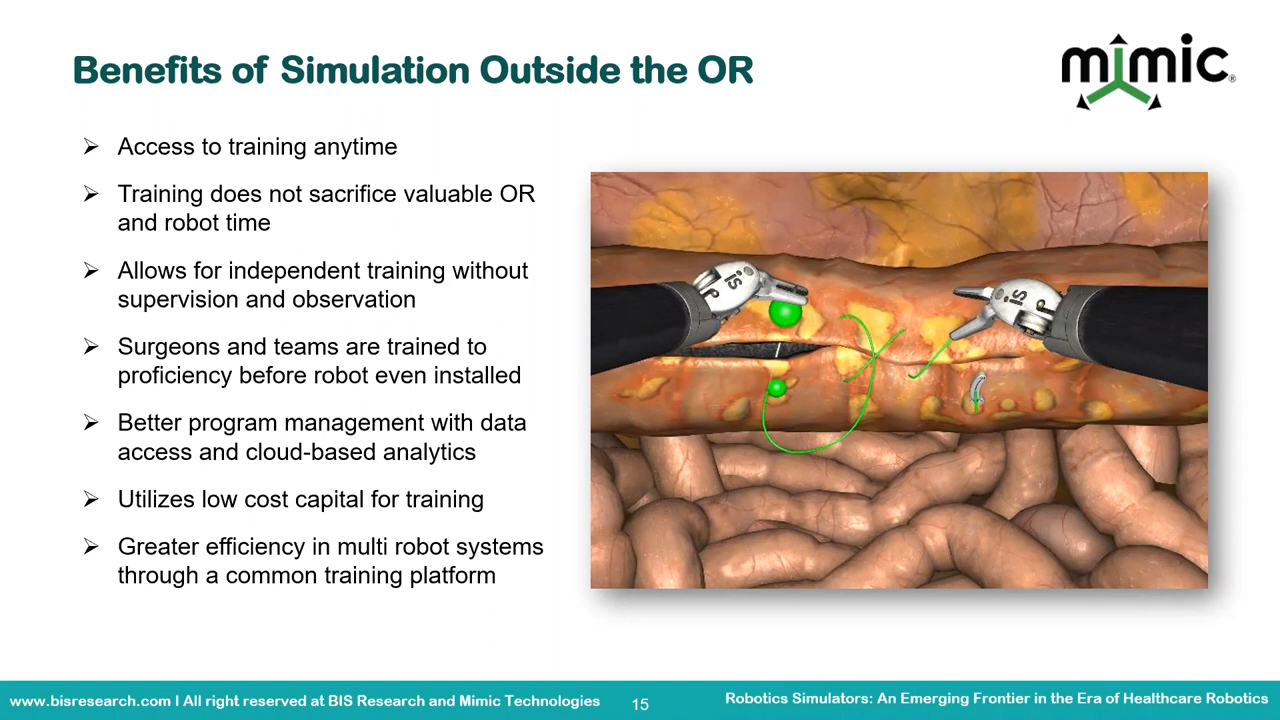 Benefits of Simulation Outside the OR
mimic®
Access to training anytime
Training does not sacrifice valuable OR
and robot time
Allows for independent training without
supervision and observation
Surgeons and teams are trained to
proficiency before robot even installed
Better program management with data
access and cloud-based analytics
Utilizes low cost capital for training
Greater efficiency in multi robot systems
through a common training platform
is
is
www.bisresearch.com I All right reserved at BIS Research and Mimic Technologies
15
Robotics Simulators: An Emerging Frontier in the Era of Healthcare Robotics